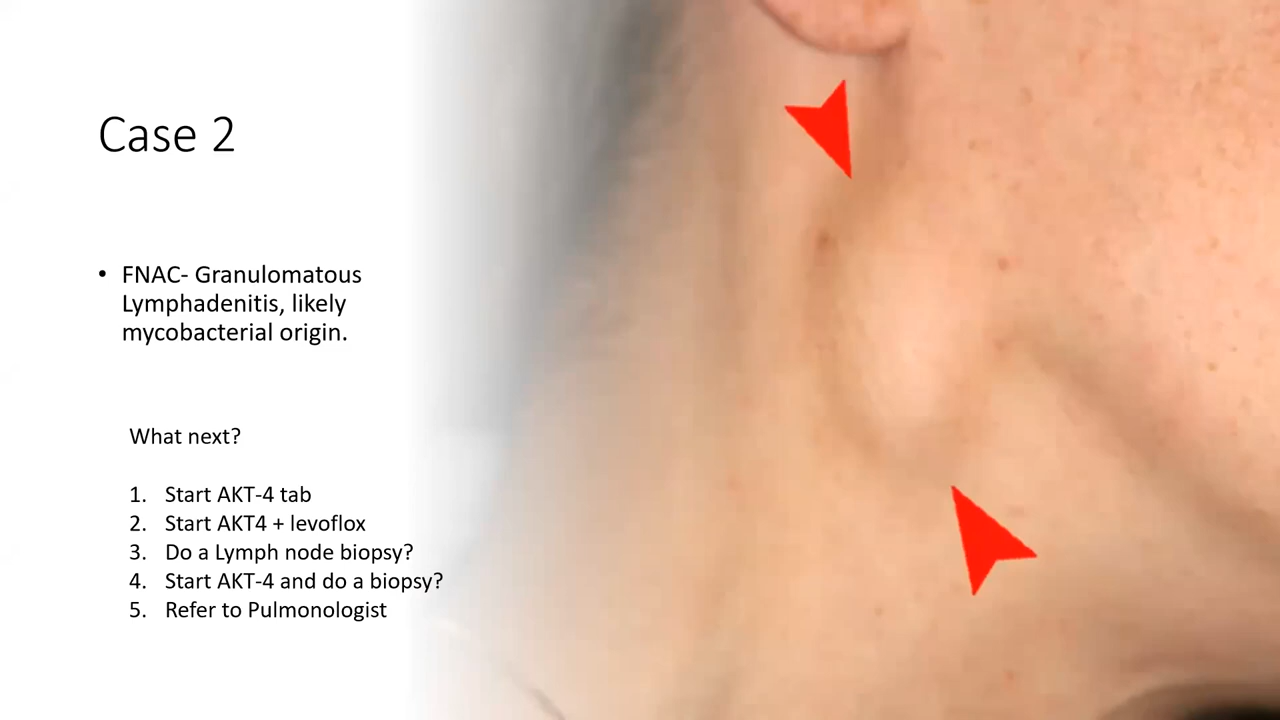 Case 2
• FNAC- Granulomatous
Lymphadenitis, likely
mycobacterial origin.
What next?
1. Start AKT-4 tab
2. Start AKT4 + levoflox
3. Do a Lymph node biopsy?
4. Start AKT-4 and do a biopsy?
5. Refer to Pulmonologist